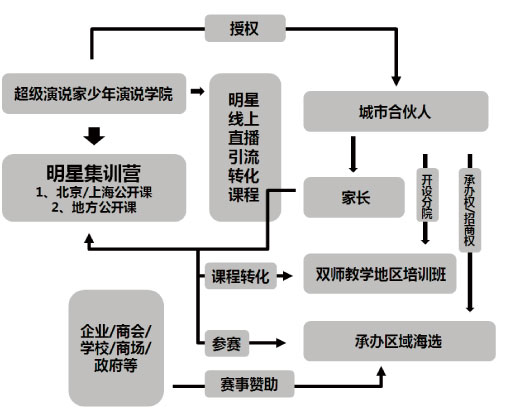 授权
超级演说家少年演说学院
明星
线上
直播
引流
转化
课程
城市合伙人
明星集训营
1、北京/上海公开课
2、地方公开课
家长
开设分院
承办权/招商权
课程转化
双师教学地区培训班
企业/商会/
学校/商场/
政府等
参赛
承办区域海选
赛事赞助